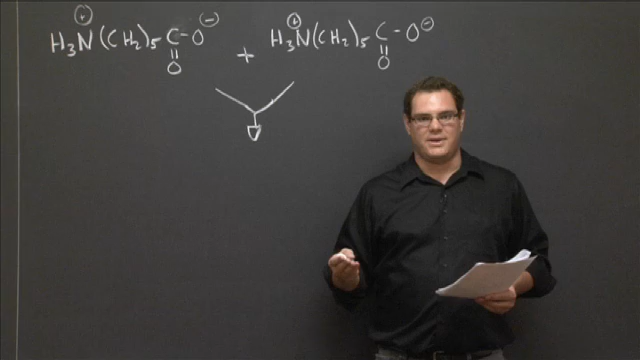 H₃N⊕(CH₂)₅C-O⊖ + H₃N⊕(CH₂)₅C-O⊖
‖ ‖
O O